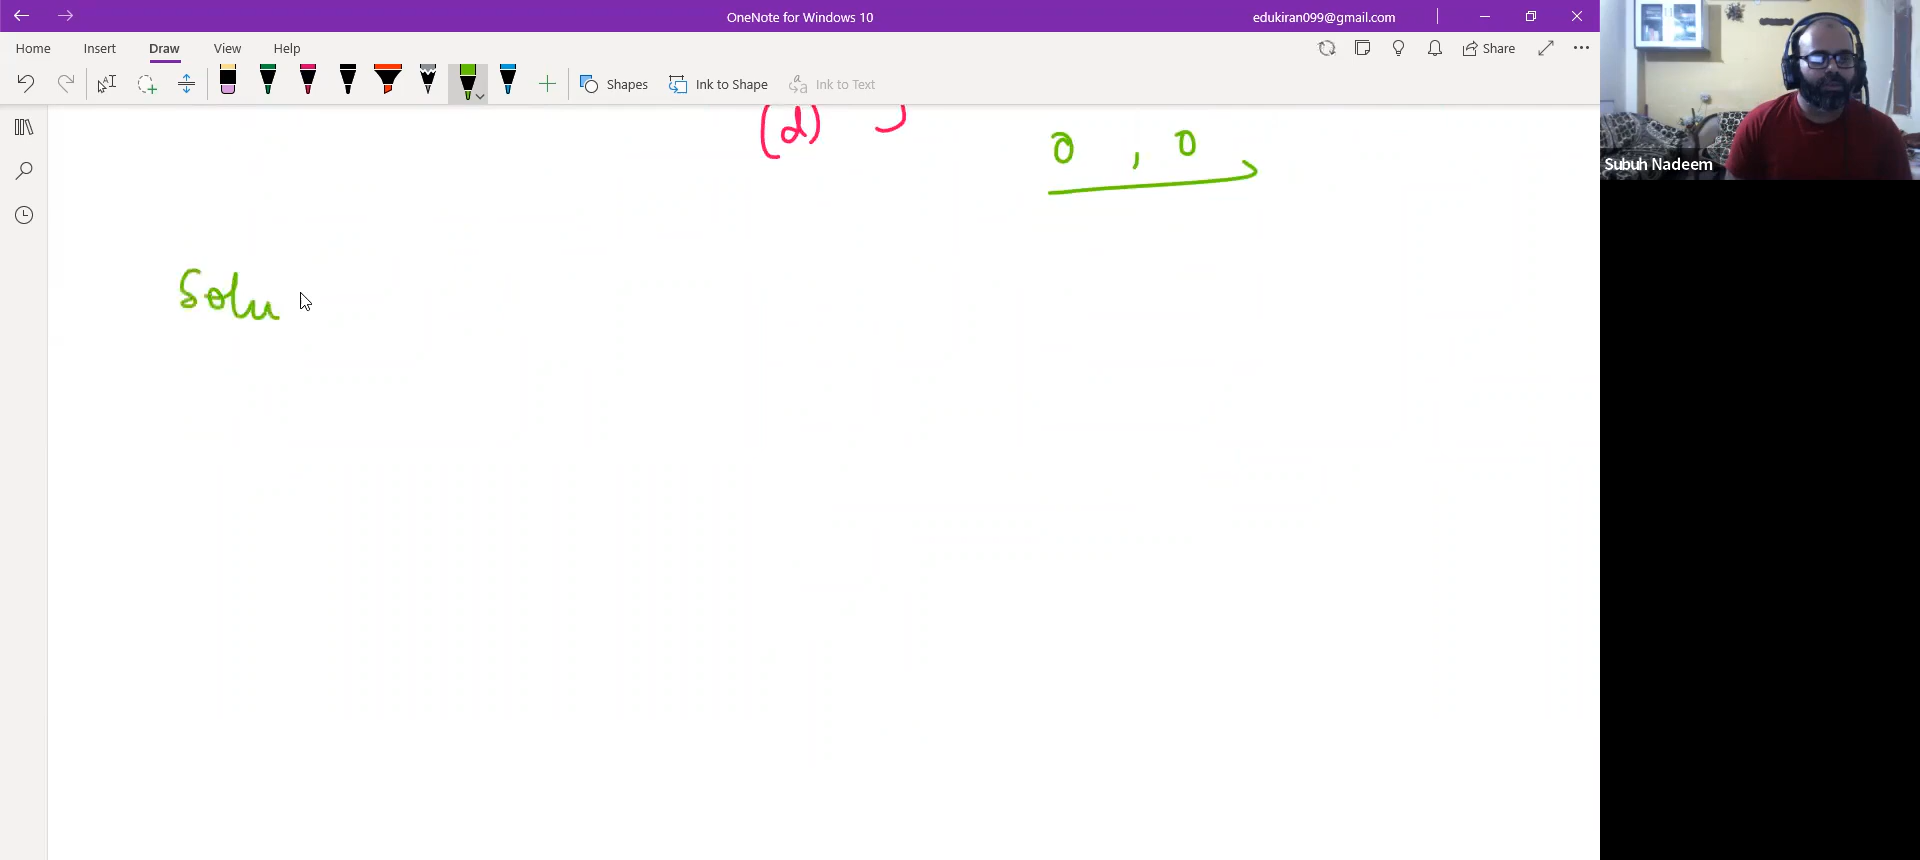 OneNote for Windows 10
edukiran099@gmail.com
Home Insert Draw View Help
Share
Shapes Ink to Shape Ink to Text
(d)
0 , 0
Subuh Nadeem
Solu